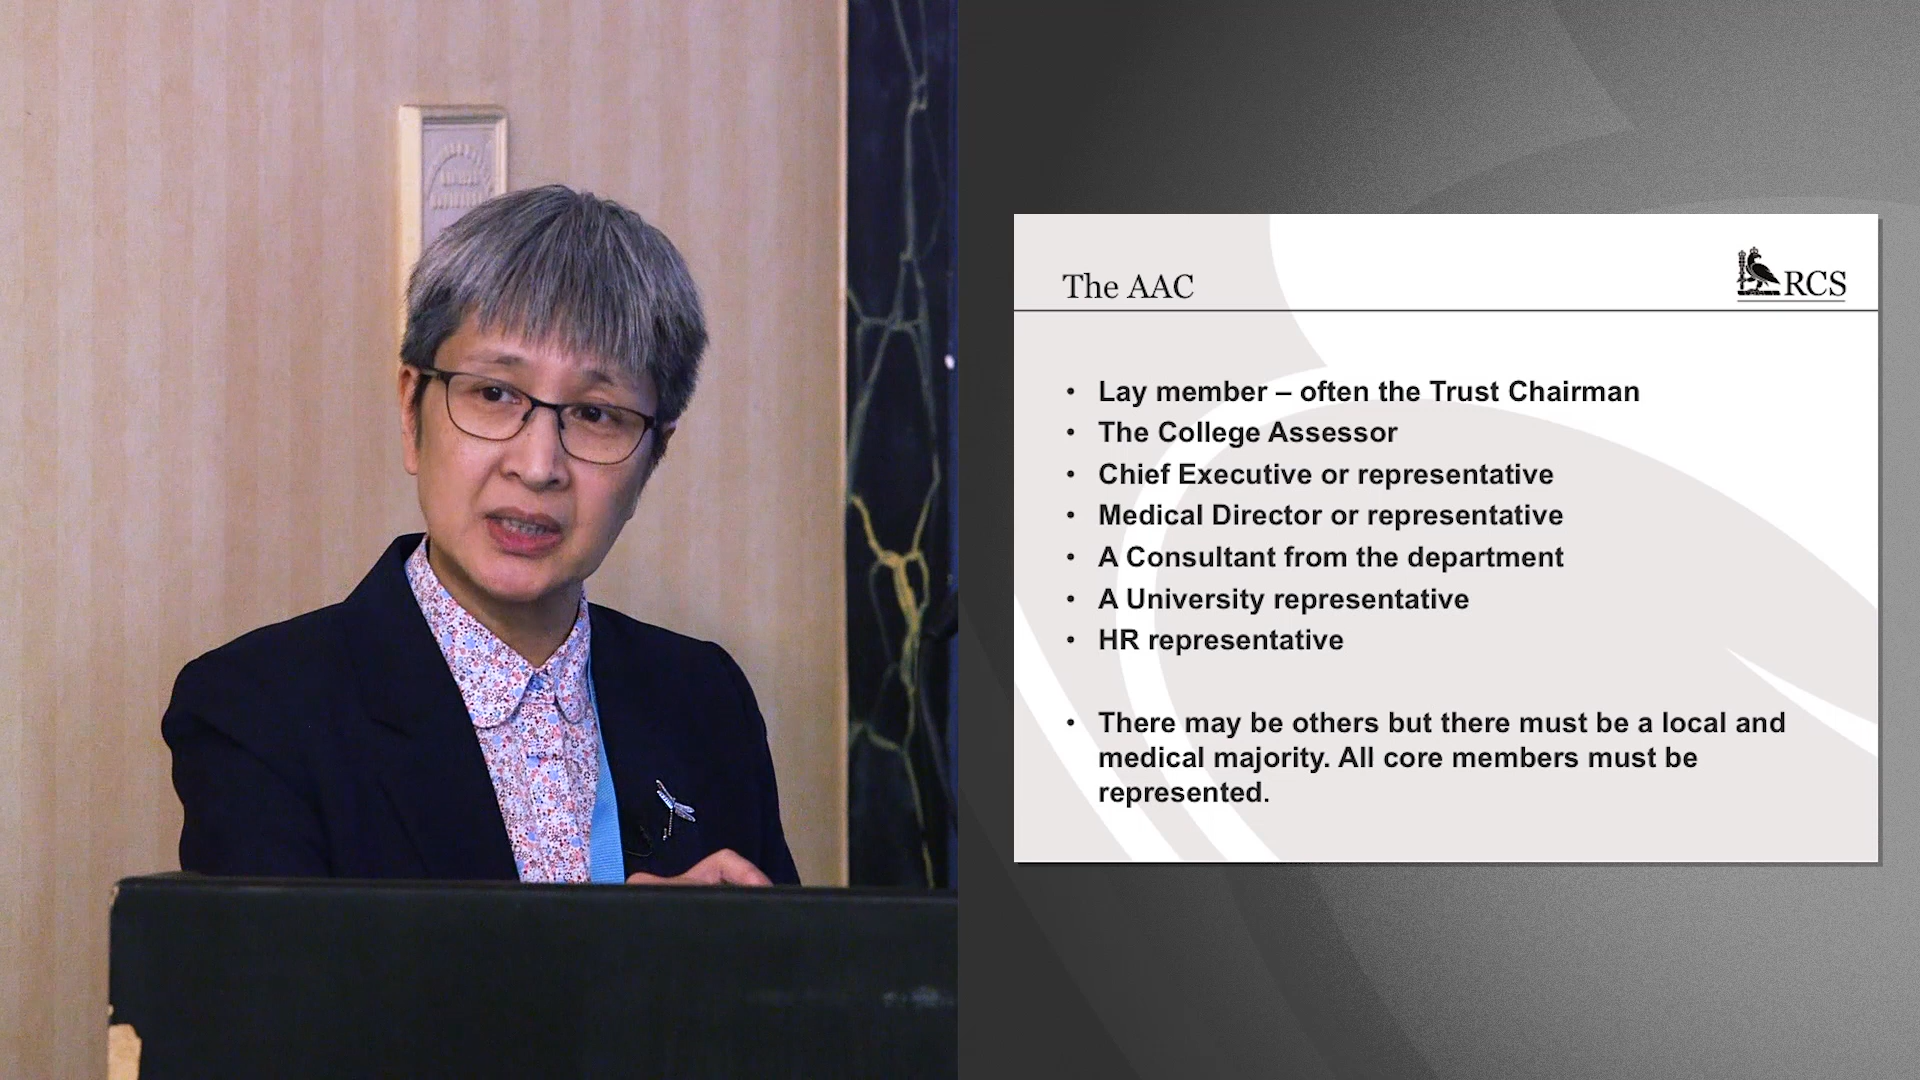 The AAC
RCS
• Lay member – often the Trust Chairman
• The College Assessor
• Chief Executive or representative
• Medical Director or representative
• A Consultant from the department
• A University representative
• HR representative
• There may be others but there must be a local and
medical majority. All core members must be
represented.